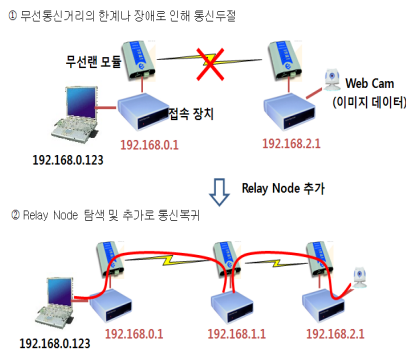 ① 무선통신거리의 한계나 장애로 인해 통신두절
무선랜 모듈
접속 장치
Web Cam
(이미지 데이터)
192.168.0.123
192.168.0.1
192.168.2.1
Relay Node 추가
② Relay Node 탐색 및 추가로 통신복귀
192.168.0.123
192.168.0.1
192.168.1.1
192.168.2.1